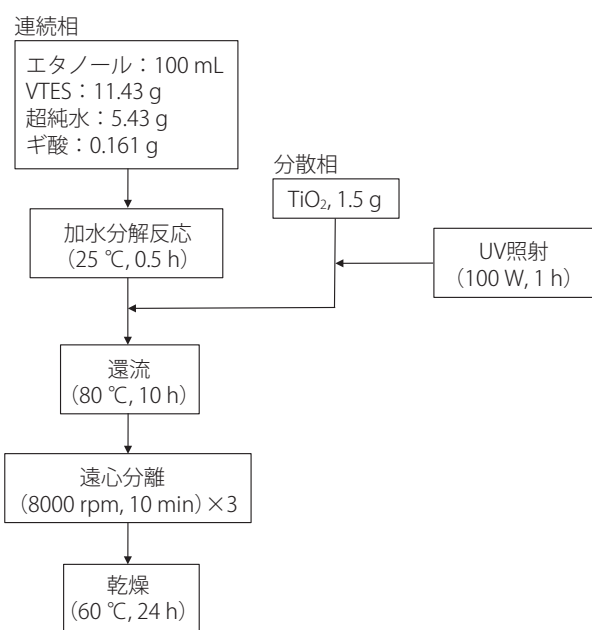 連続相
エタノール：100 mL
VTES：11.43 g
超純水：5.43 g
ギ酸：0.161 g
分散相
TiO₂, 1.5 g
加水分解反応
(25 ℃, 0.5 h)
UV照射
(100 W, 1 h)
還流
(80 ℃, 10 h)
遠心分離
(8000 rpm, 10 min) ×3
乾燥
(60 ℃, 24 h)